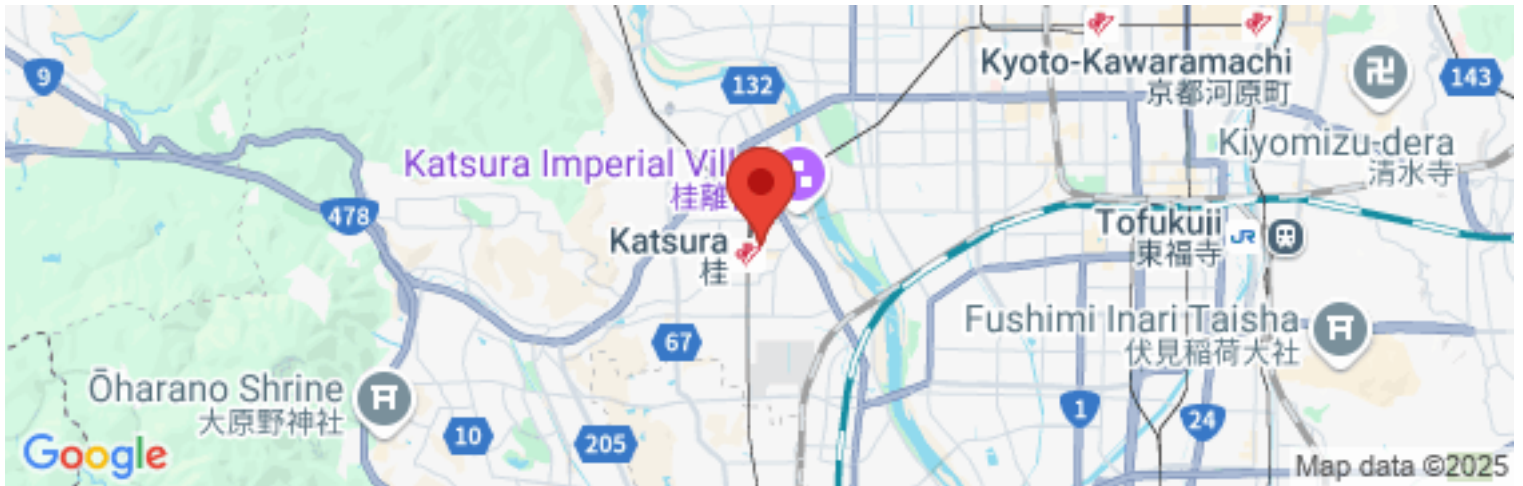 9
132
Kyoto-Kawaramachi
京都河原町
143
Katsura Imperial Vill
桂離
Kiyomizu-dera
清水寺
478
Katsura
桂
Tofukuji
東福寺
JR
67
Fushimi Inari Taisha
伏見稲荷大社
Ōharano Shrine
大原野神社
10
205
1
24
Google
Map data ©2025